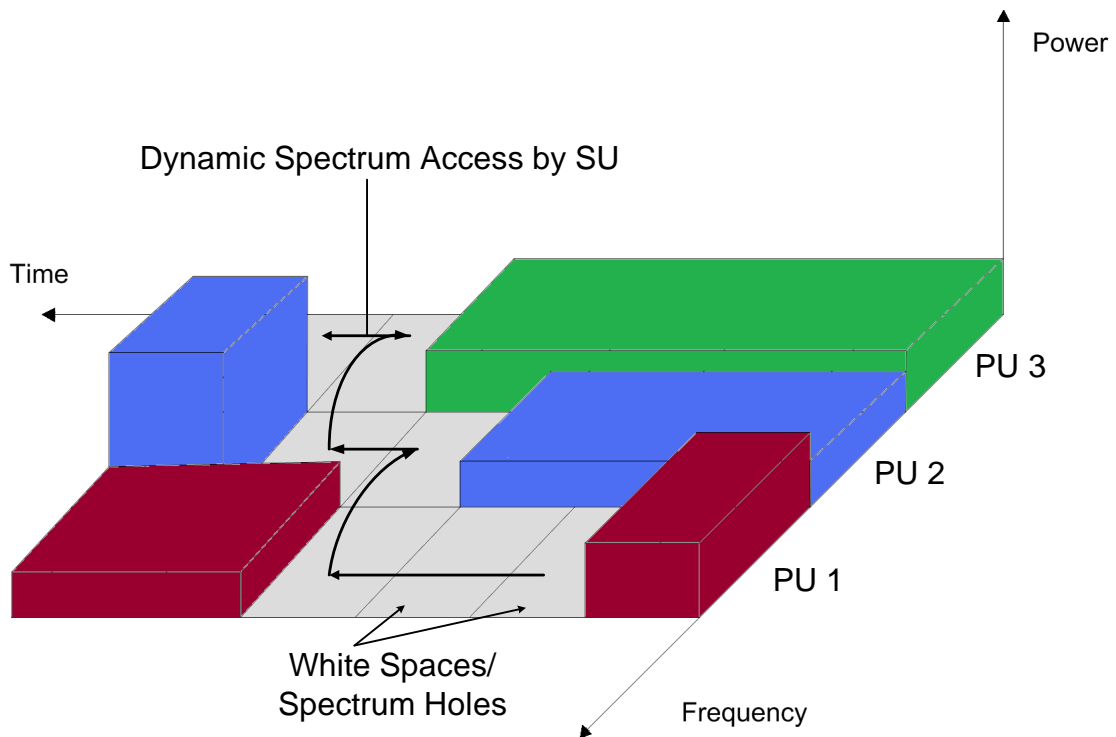 Power
Dynamic Spectrum Access by SU
Time
PU 3
PU 2
PU 1
White Spaces/
Spectrum Holes
Frequency